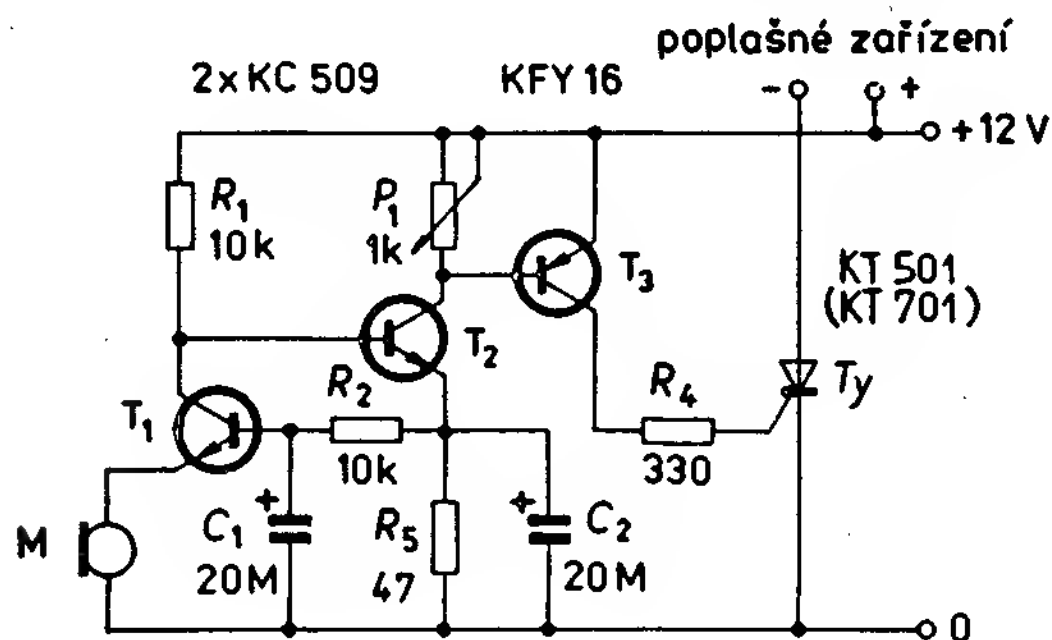 poplašné zařízení
2x KC 509
KFY 16
- +
+12 V
R1
10k
P1
1k
T3
KT 501
(KT 701)
T2
R2
10k
R4
330
Ty
T1
M
+
C1
20M
R5
47
+
C2
20M
0